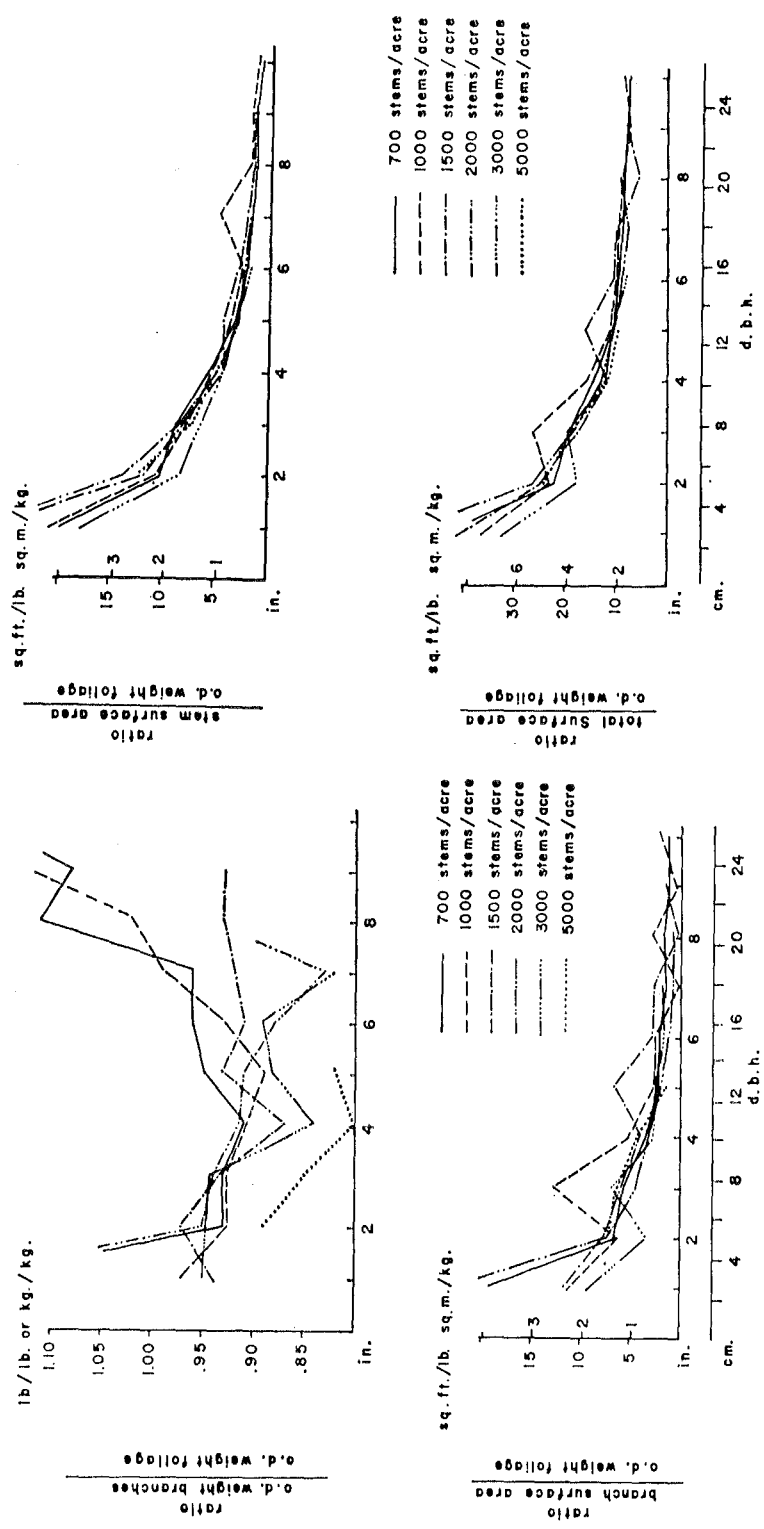 ratio
o.d. weight branches
o.d. weight foliage
lb/lb. or kg./kg.
1.10
1.05
1.00
.95
.90
.85
in.
2
4
6
8
ratio
stem surface area
o.d. weight foliage
sq.ft./lb. sq.m./kg.
15
10
5
3
2
1
in.
2
4
6
8
ratio
branch surface area
o.d. weight foliage
sq.ft./lb. sq.m./kg.
15
10
5
3
2
1
in.
2
4
6
8
cm.
4
8
12
16
20
24
d.b.h.
700 stems/acre
1000 stems/acre
1500 stems/acre
2000 stems/acre
3000 stems/acre
5000 stems/acre
ratio
total Surface area
o.d. weight foliage
sq.ft/lb. sq.m./kg.
30
20
10
6
4
2
in.
2
4
6
8
cm.
4
8
12
16
20
24
d.b.h.
700 stems/acre
1000 stems/acre
1500 stems/acre
2000 stems/acre
3000 stems/acre
5000 stems/acre